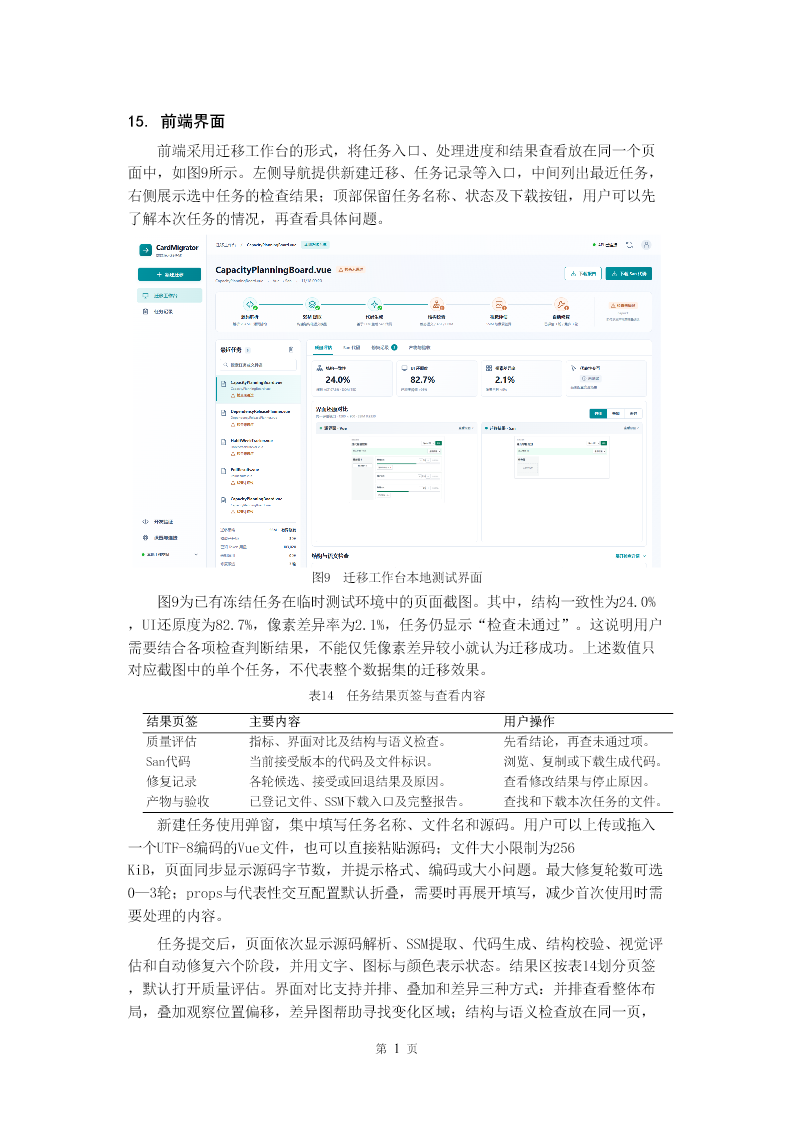 15. 前端界面
前端采用迁移工作台的形式，将任务入口、处理进度和结果查看放在同一个页
面中，如图9所示。左侧导航提供新建迁移、任务记录等入口，中间列出最近任务，
右侧展示选中任务的检查结果；顶部保留任务名称、状态及下载按钮，用户可以先
了解本次任务的情况，再查看具体问题。
CardMigrator
CapacityPlanningBoard.vue
CapacityPlanningBoard.vue
最近任务
CapacityPlanningBoard.vue
CapacityPlanningBoard.vue
24.0%
82.7%
2.1%
界面还原对比
结构与语义检查
图9 迁移工作台本地测试界面
图9为已有冻结任务在临时测试环境中的页面截图。其中，结构一致性为24.0%
，UI还原度为82.7%，像素差异率为2.1%，任务仍显示“检查未通过”。这说明用户
需要结合各项检查判断结果，不能仅凭像素差异较小就认为迁移成功。上述数值只
对应截图中的单个任务，不代表整个数据集的迁移效果。
表14 任务结果页签与查看内容
结果页签 主要内容 用户操作
质量评估 指标、界面对比及结构与语义检查。 先看结论，再查未通过项。
San代码 当前接受版本的代码及文件标识。 浏览、复制或下载生成代码。
修复记录 各轮候选、接受或回退结果及原因。 查看修改结果与停止原因。
产物与验收 已登记文件、SSM下载入口及完整报告。 查找和下载本次任务的文件。
新建任务使用弹窗，集中填写任务名称、文件名和源码。用户可以上传或拖入
一个UTF-8编码的Vue文件，也可以直接粘贴源码；文件大小限制为256
KiB，页面同步显示源码字节数，并提示格式、编码或大小问题。最大修复轮数可选
0—3轮；props与代表性交互配置默认折叠，需要时再展开填写，减少首次使用时需
要处理的内容。
任务提交后，页面依次显示源码解析、SSM提取、代码生成、结构校验、视觉评
估和自动修复六个阶段，并用文字、图标与颜色表示状态。结果区按表14划分页签
，默认打开质量评估。界面对比支持并排、叠加和差异三种方式：并排查看整体布
局，叠加观察位置偏移，差异图帮助寻找变化区域；结构与语义检查放在同一页，
第 1 页